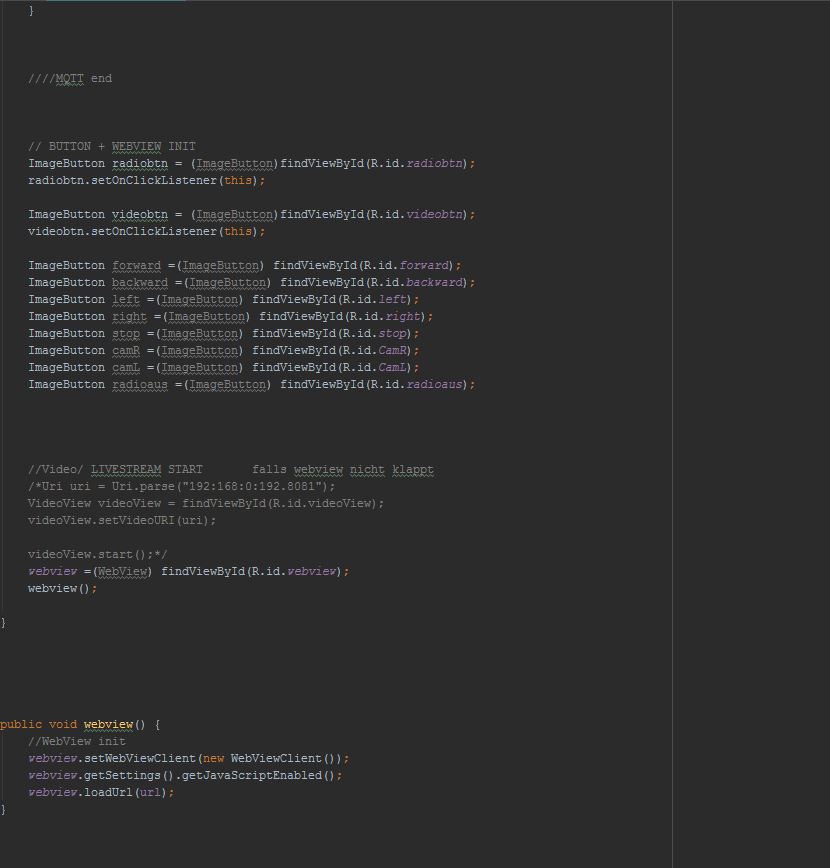 }
////MQTT end
// BUTTON + WEBVIEW INIT
ImageButton radiobtn = (ImageButton)findViewById(R.id.radiobtn);
radiobtn.setOnClickListener(this);
ImageButton videobtn = (ImageButton)findViewById(R.id.videobtn);
videobtn.setOnClickListener(this);
ImageButton forward =(ImageButton) findViewById(R.id.forward);
ImageButton backward =(ImageButton) findViewById(R.id.backward);
ImageButton left =(ImageButton) findViewById(R.id.left);
ImageButton right =(ImageButton) findViewById(R.id.right);
ImageButton stop =(ImageButton) findViewById(R.id.stop);
ImageButton camR =(ImageButton) findViewById(R.id.CamR);
ImageButton camL =(ImageButton) findViewById(R.id.CamL);
ImageButton radioaus =(ImageButton) findViewById(R.id.radioaus);
//Video/ LIVESTREAM START       falls webview nicht klappt
/*Uri uri = Uri.parse("192:168:0:192.8081");
VideoView videoView = findViewById(R.id.videoView);
videoView.setVideoURI(uri);
videoView.start();*/
webview =(WebView) findViewById(R.id.webview);
webview();
}
public void webview() {
//WebView init
webview.setWebViewClient(new WebViewClient());
webview.getSettings().getJavaScriptEnabled();
webview.loadUrl(url);
}